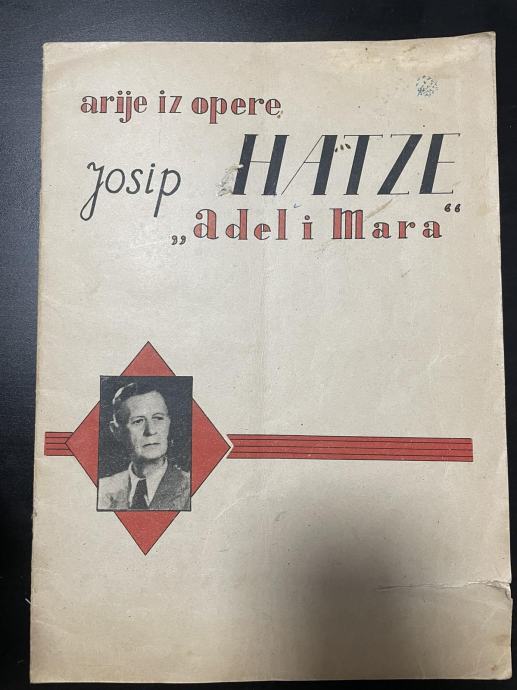 arije iz opere
Josip HATZE
„adel i Mara“